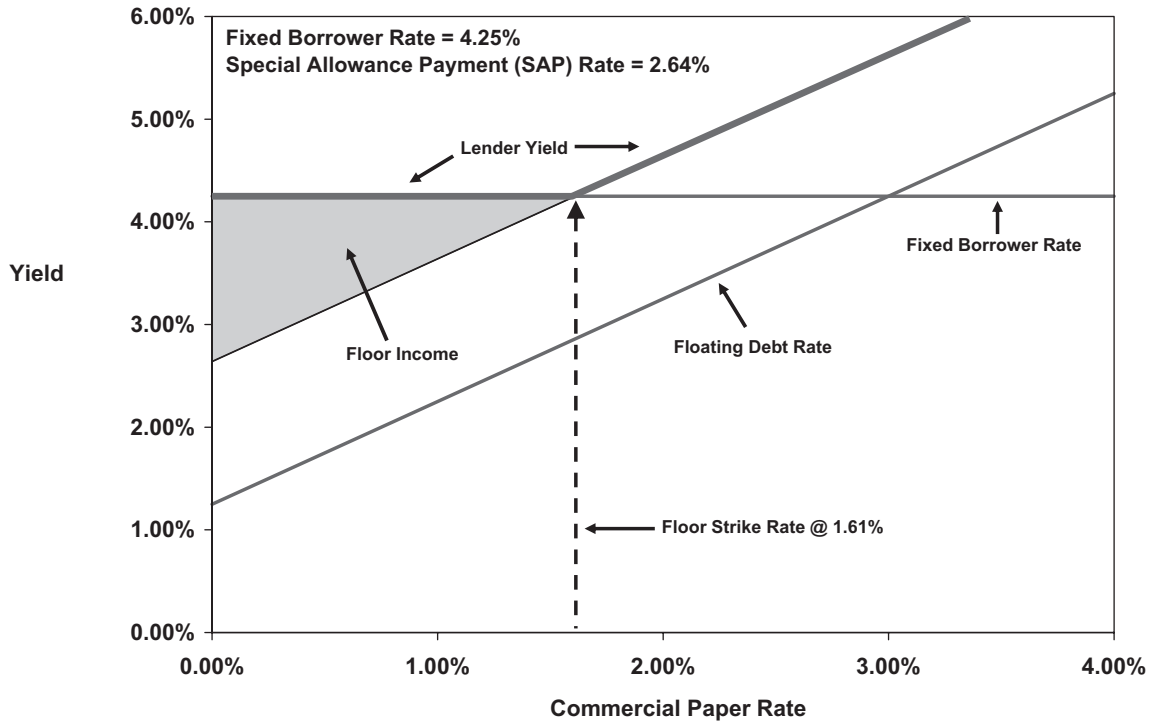 6.00%
Fixed Borrower Rate = 4.25%
Special Allowance Payment (SAP) Rate = 2.64%
5.00%
Lender Yield
4.00%
Fixed Borrower Rate
Yield
3.00%
Floor Income
Floating Debt Rate
2.00%
1.00%
Floor Strike Rate @ 1.61%
0.00%
0.00%
1.00%
2.00%
3.00%
4.00%
Commercial Paper Rate